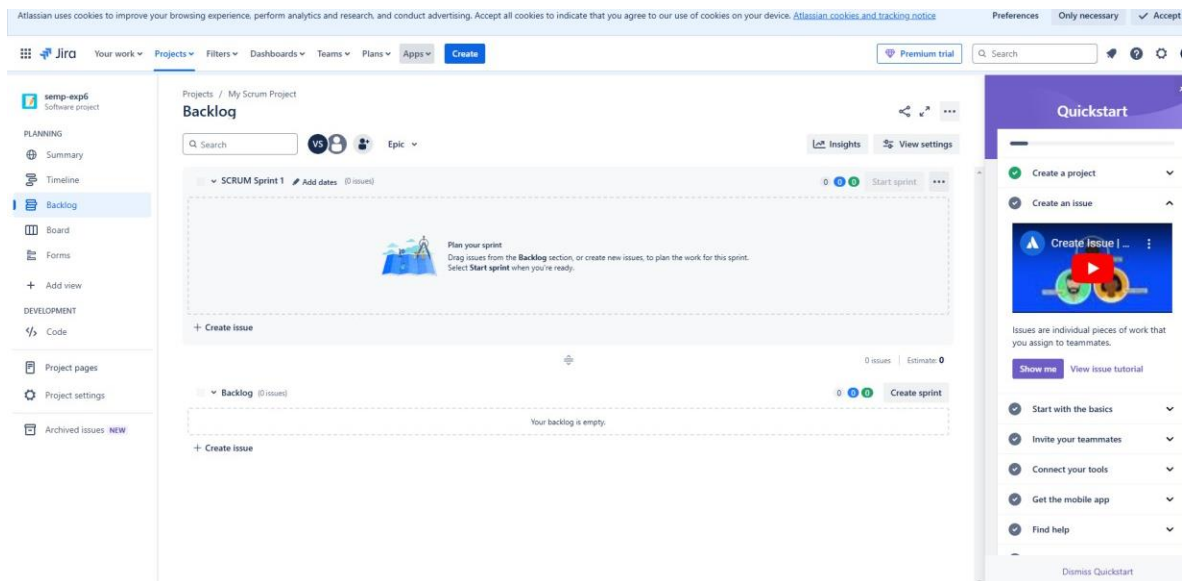 Atlassian uses cookies to improve your browsing experience, perform analytics and research, and conduct advertising. Accept all cookies to indicate that you agree to our use of cookies on your device. Atlassian cookies and tracking notice Preferences Only necessary Accept
Jira Your work Projects Filters Dashboards Teams Plans Apps Create Premium trial Search
semp-exp6
Software project
PLANNING
Summary
Timeline
Backlog
Board
Forms
Add view
DEVELOPMENT
Code
Project pages
Project settings
Archived issues NEW
Projects / My Scrum Project
Backlog
Search VS Epic Insights View settings
SCRUM Sprint 1 Add dates (0 issues) 0 0 0 Start sprint
Plan your sprint
Drag issues from the Backlog section, or create new issues, to plan the work for this sprint.
Select Start sprint when you're ready.
+ Create issue
0 issues | Estimate: 0
Backlog (0 issues) 0 0 0 Create sprint
Your backlog is empty.
+ Create issue
Quickstart
Create a project
Create an issue
Create Issue | ...
Issues are individual pieces of work that
you assign to teammates.
Show me View issue tutorial
Start with the basics
Invite your teammates
Connect your tools
Get the mobile app
Find help
Dismiss Quickstart